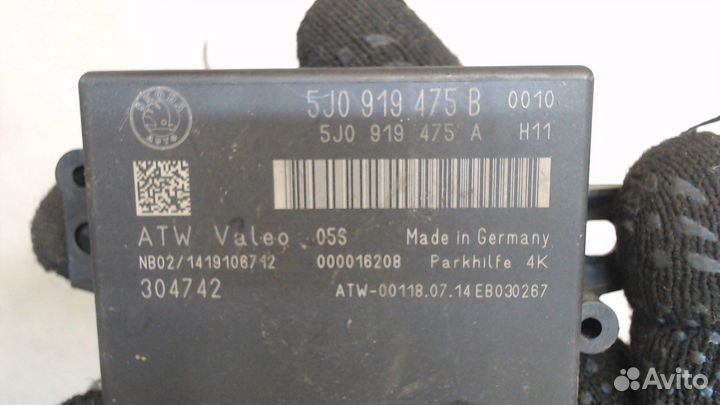 5J0 919 475 B 0010
5J0 919 475 A H11
ATW Valeo 05S Made in Germany
NB02/1419106742 000016208 Parkhilfe 4K
304742 ATW-00118.07.14 EB030267
Avito